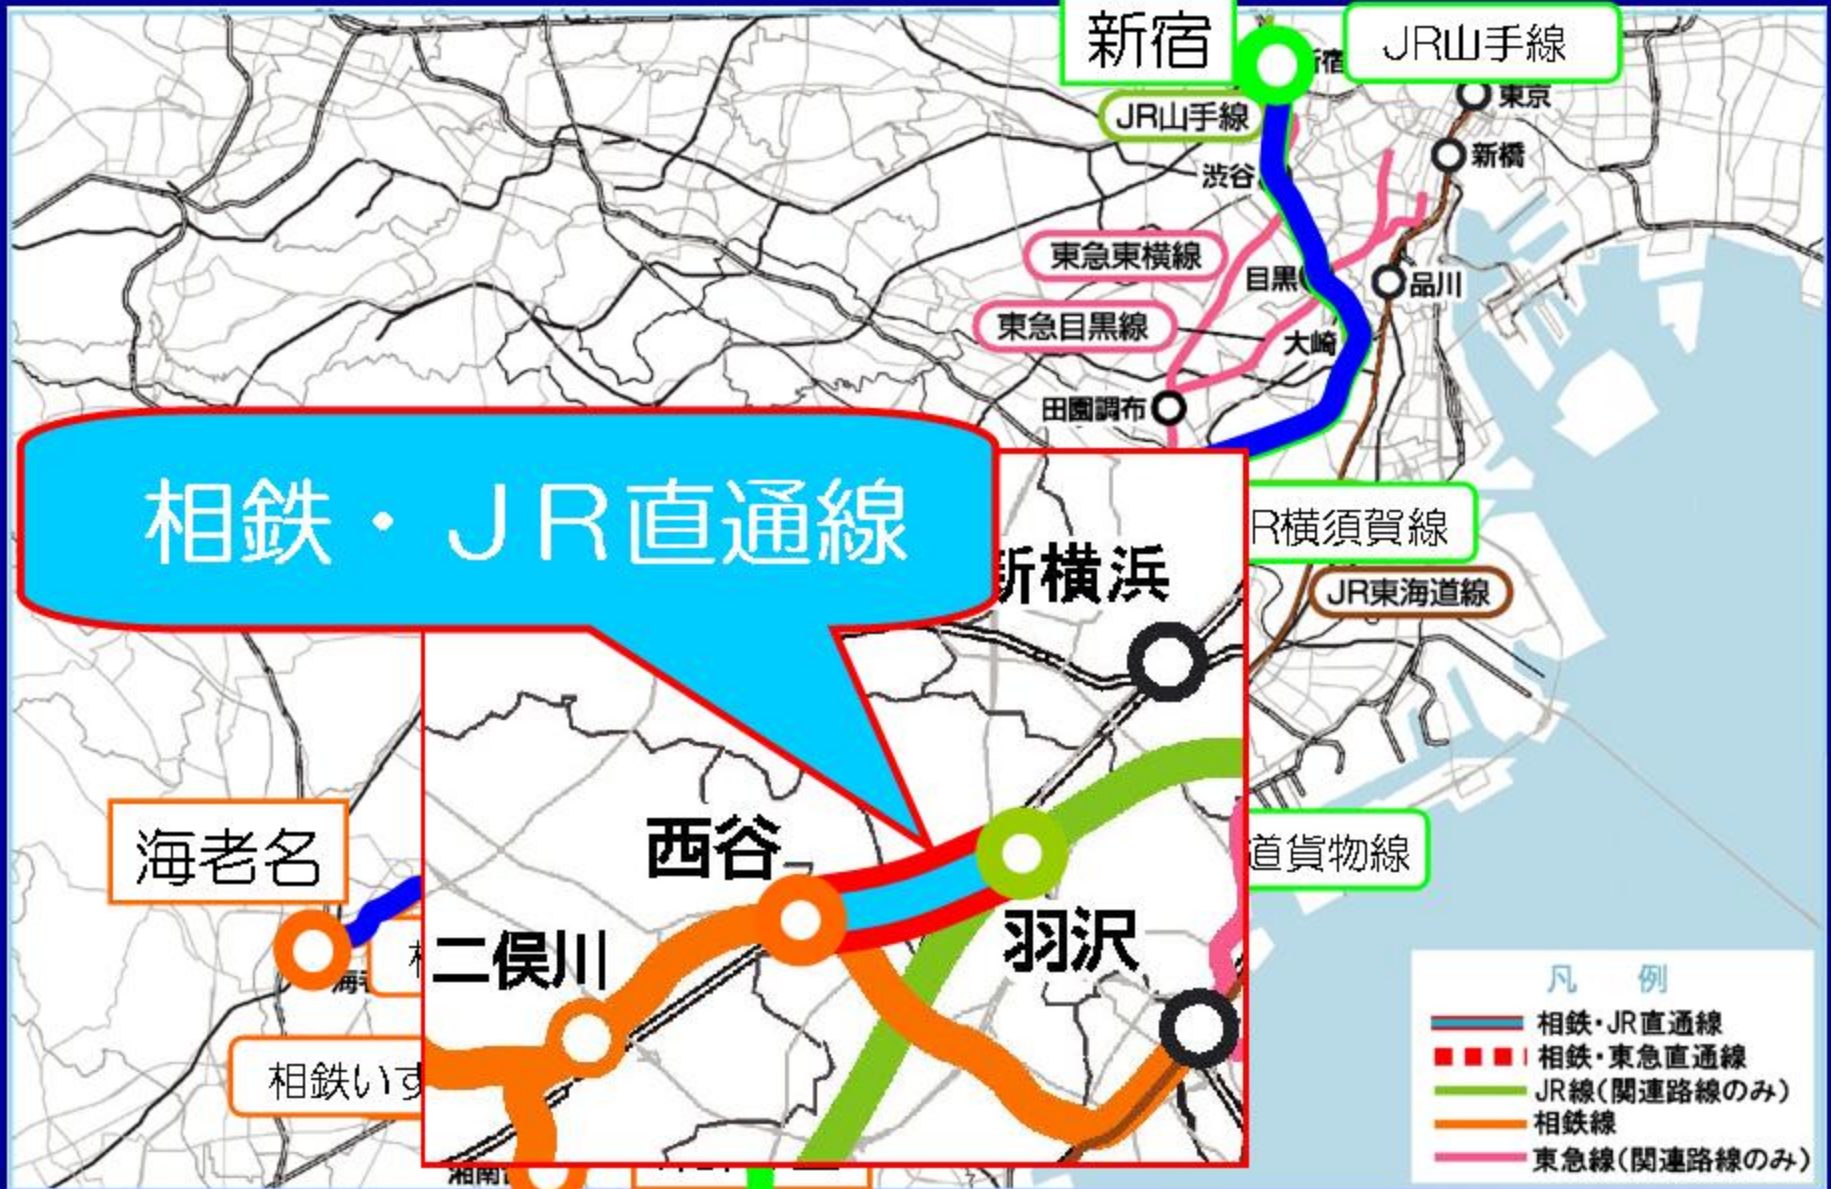 新宿
JR山手線
東京
JR山手線
新橋
渋谷
東急東横線
目黒
品川
東急目黒線
大崎
田園調布
相鉄・JR直通線
R横須賀線
新横浜
JR東海道線
海老名
西谷
道貨物線
二俣川
羽沢
相鉄いず
湘南
凡 例
相鉄・JR直通線
相鉄・東急直通線
JR線(関連路線のみ)
相鉄線
東急線(関連路線のみ)